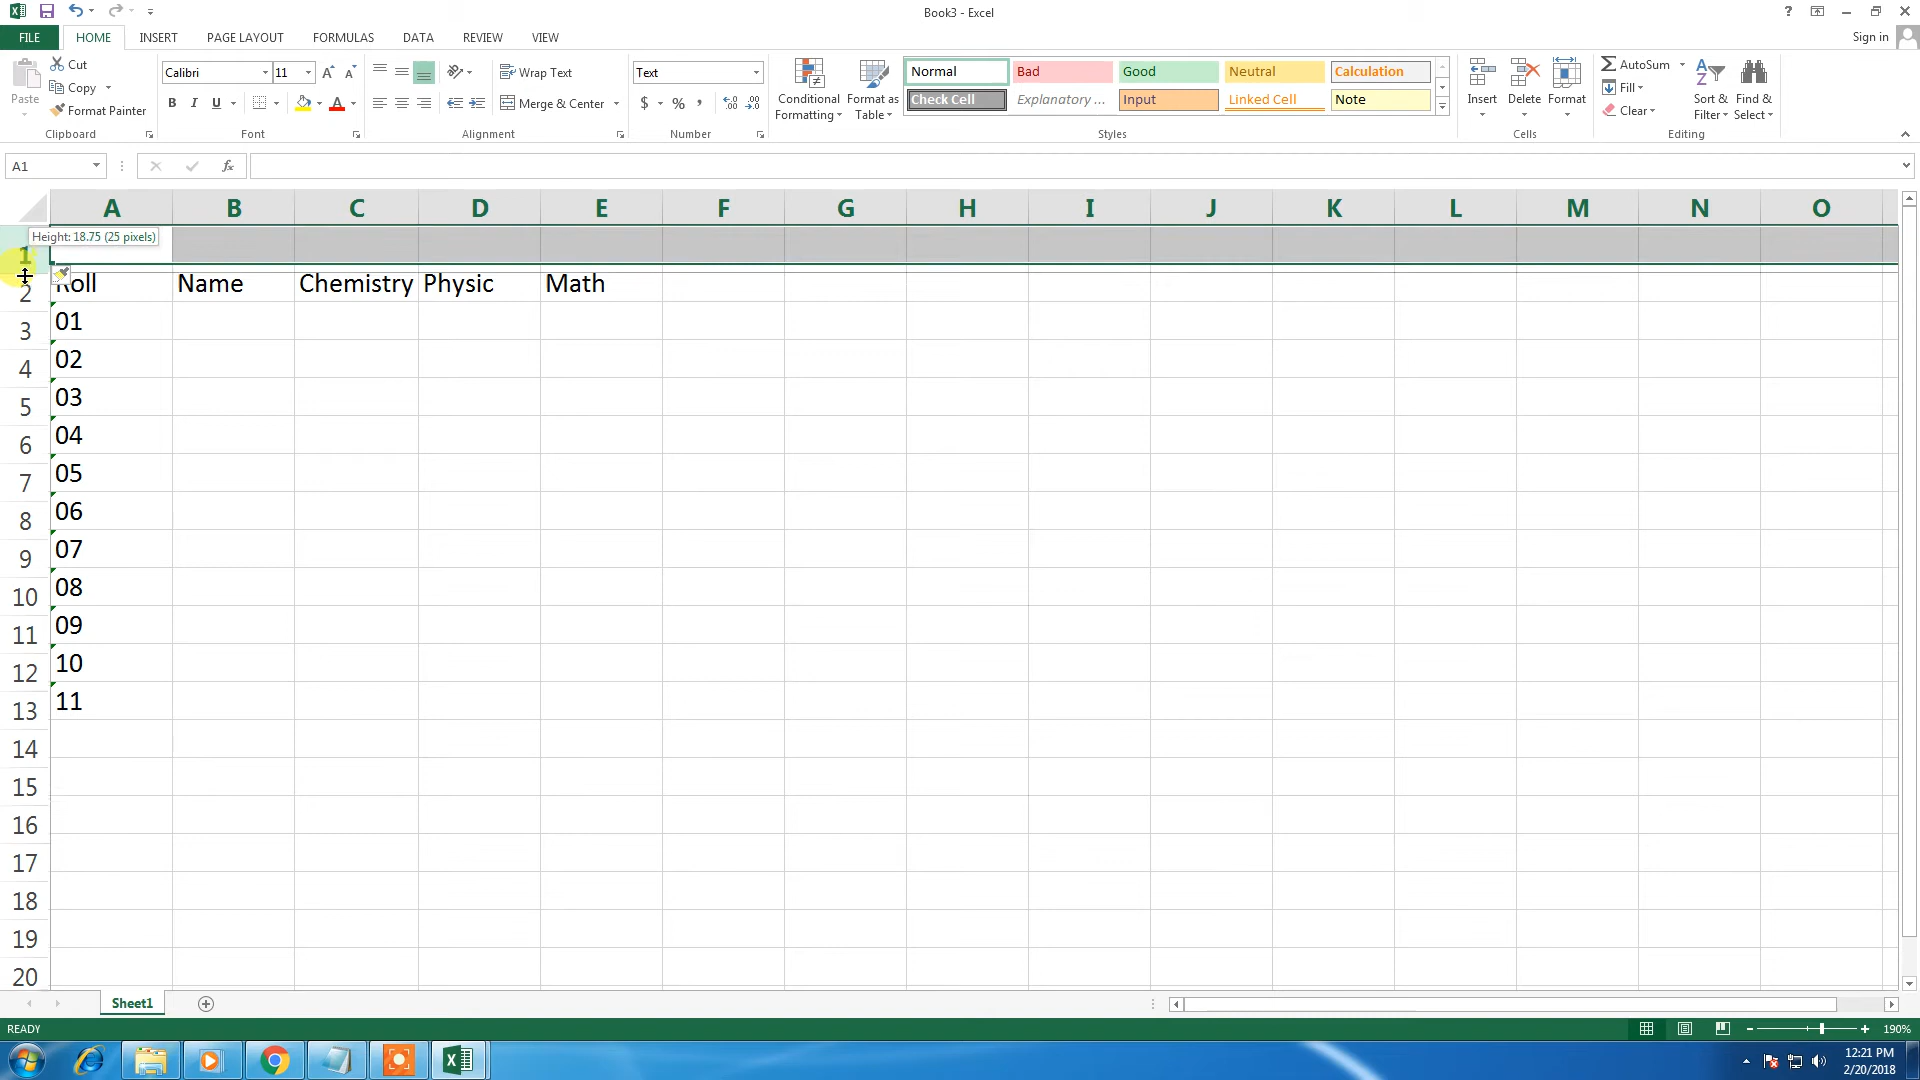 Book3 - Excel
?
FILE HOME INSERT PAGE LAYOUT FORMULAS DATA REVIEW VIEW
Sign in
Paste
Cut
Copy
Format Painter
Clipboard
Calibri 11
B I U
Font
Wrap Text
Merge & Center
Alignment
Text
$ % ,
Number
Conditional Formatting
Format as Table
Normal Bad Good Neutral Calculation
Check Cell Explanatory ... Input Linked Cell Note
Styles
Insert Delete Format
Cells
AutoSum
Fill
Clear
Sort & Filter
Find & Select
Editing
A1
fx
A B C D E F G H I J K L M N O
Height: 18.75 (25 pixels)
1
2 Roll Name Chemistry Physic Math
3 01
4 02
5 03
6 04
7 05
8 06
9 07
10 08
11 09
12 10
13 11
14
15
16
17
18
19
20
Sheet1
READY
190%
12:21 PM
2/20/2018